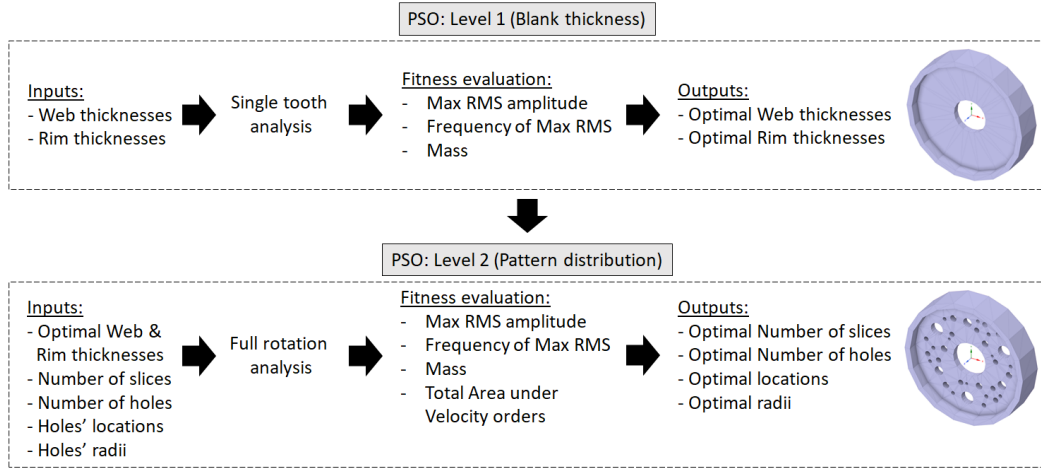 PSO: Level 1 (Blank thickness)
Inputs:
- Web thicknesses
- Rim thicknesses
Single tooth
analysis
Fitness evaluation:
- Max RMS amplitude
- Frequency of Max RMS
- Mass
Outputs:
- Optimal Web thicknesses
- Optimal Rim thicknesses
PSO: Level 2 (Pattern distribution)
Inputs:
- Optimal Web &
Rim thicknesses
- Number of slices
- Number of holes
- Holes' locations
- Holes' radii
Full rotation
analysis
Fitness evaluation:
- Max RMS amplitude
- Frequency of Max RMS
- Mass
- Total Area under
Velocity orders
Outputs:
- Optimal Number of slices
- Optimal Number of holes
- Optimal locations
- Optimal radii